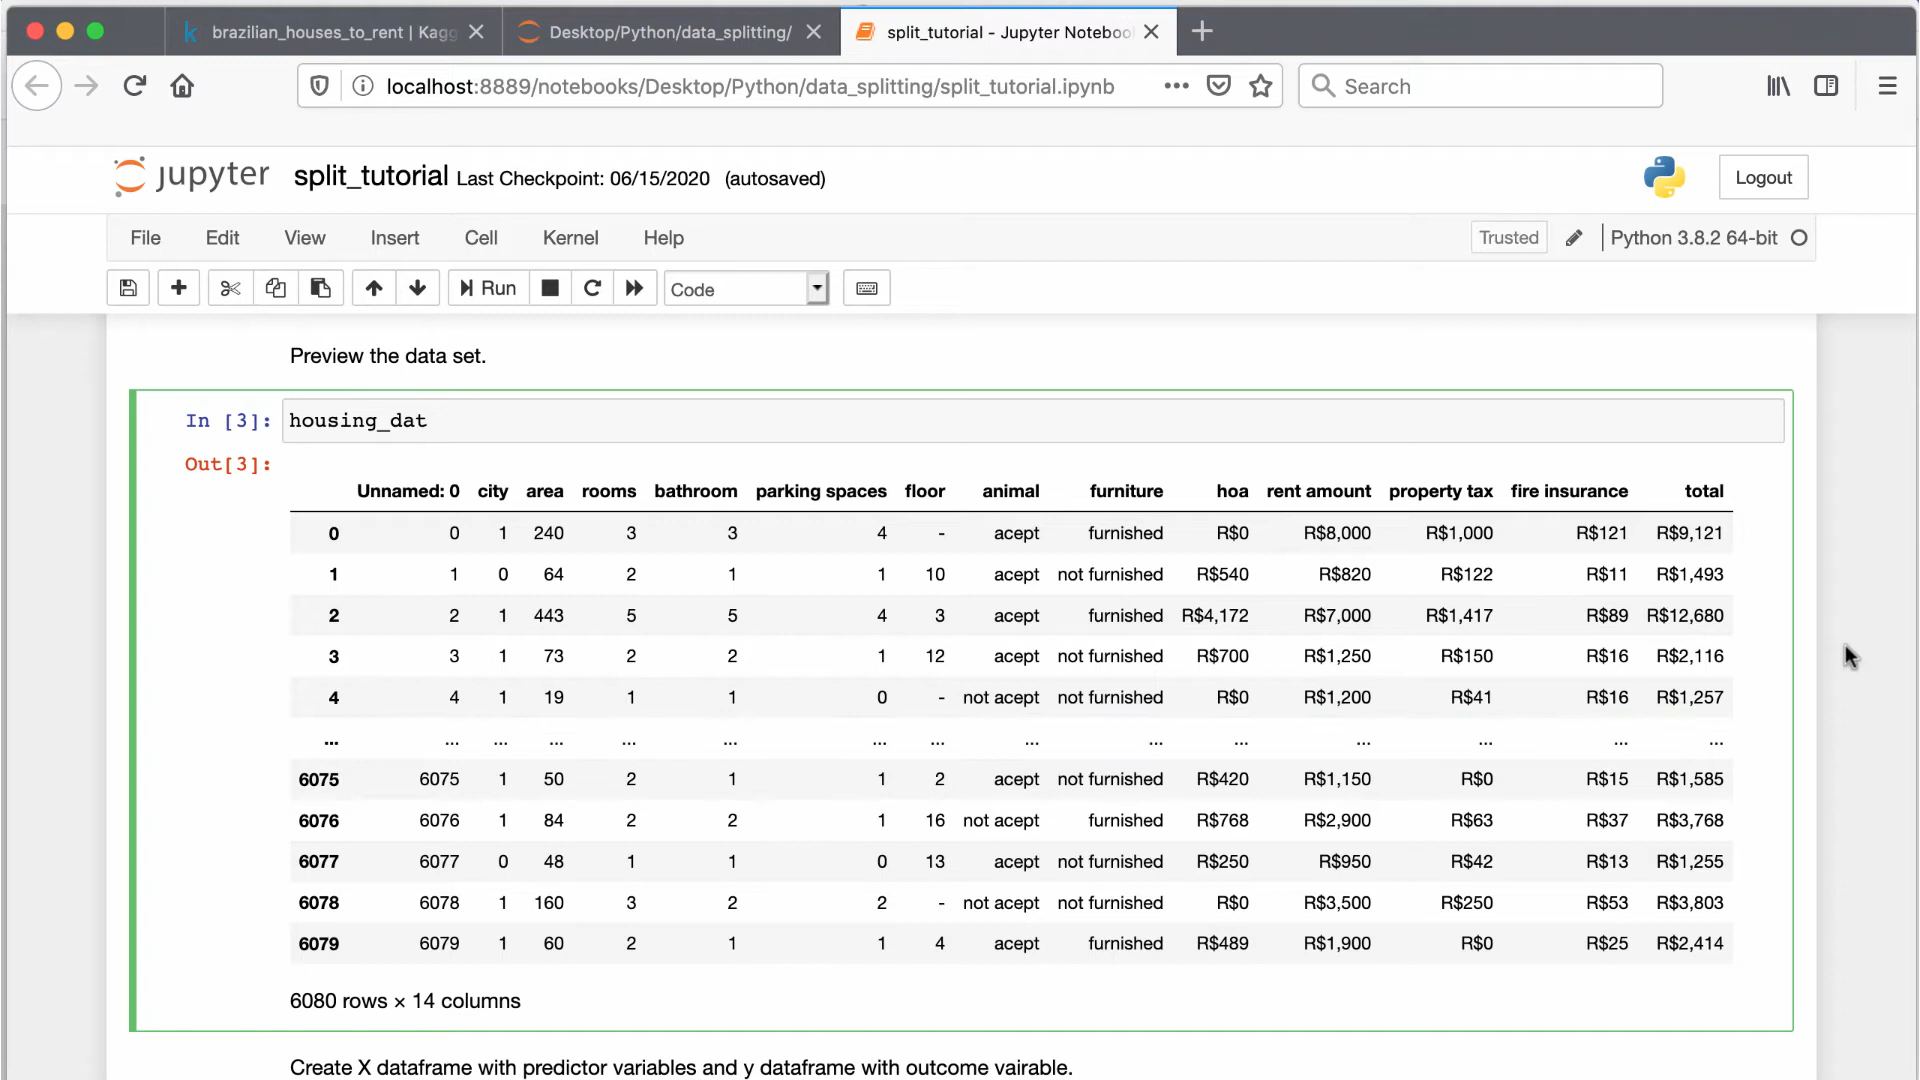 brazilian_houses_to_rent | Kagg
Desktop/Python/data_splitting/
split_tutorial - Jupyter Noteboo
localhost:8889/notebooks/Desktop/Python/data_splitting/split_tutorial.ipynb
Search
jupyter split_tutorial Last Checkpoint: 06/15/2020 (autosaved)
Logout
File Edit View Insert Cell Kernel Help
Trusted Python 3.8.2 64-bit
Run Code
Preview the data set.
In [3]: housing_dat
Out[3]:
Unnamed: 0 city area rooms bathroom parking spaces floor animal furniture hoa rent amount property tax fire insurance total
0 0 1 240 3 3 4 - acept furnished R$0 R$8,000 R$1,000 R$121 R$9,121
1 1 0 64 2 1 1 10 acept not furnished R$540 R$820 R$122 R$11 R$1,493
2 2 1 443 5 5 4 3 acept furnished R$4,172 R$7,000 R$1,417 R$89 R$12,680
3 3 1 73 2 2 1 12 acept not furnished R$700 R$1,250 R$150 R$16 R$2,116
4 4 1 19 1 1 0 - not acept not furnished R$0 R$1,200 R$41 R$16 R$1,257
... ... ... ... ... ... ... ... ... ... ... ... ... ... ...
6075 6075 1 50 2 1 1 2 acept not furnished R$420 R$1,150 R$0 R$15 R$1,585
6076 6076 1 84 2 2 1 16 not acept furnished R$768 R$2,900 R$63 R$37 R$3,768
6077 6077 0 48 1 1 0 13 acept not furnished R$250 R$950 R$42 R$13 R$1,255
6078 6078 1 160 3 2 2 - not acept not furnished R$0 R$3,500 R$250 R$53 R$3,803
6079 6079 1 60 2 1 1 4 acept furnished R$489 R$1,900 R$0 R$25 R$2,414
6080 rows × 14 columns
Create X dataframe with predictor variables and y dataframe with outcome vairable.